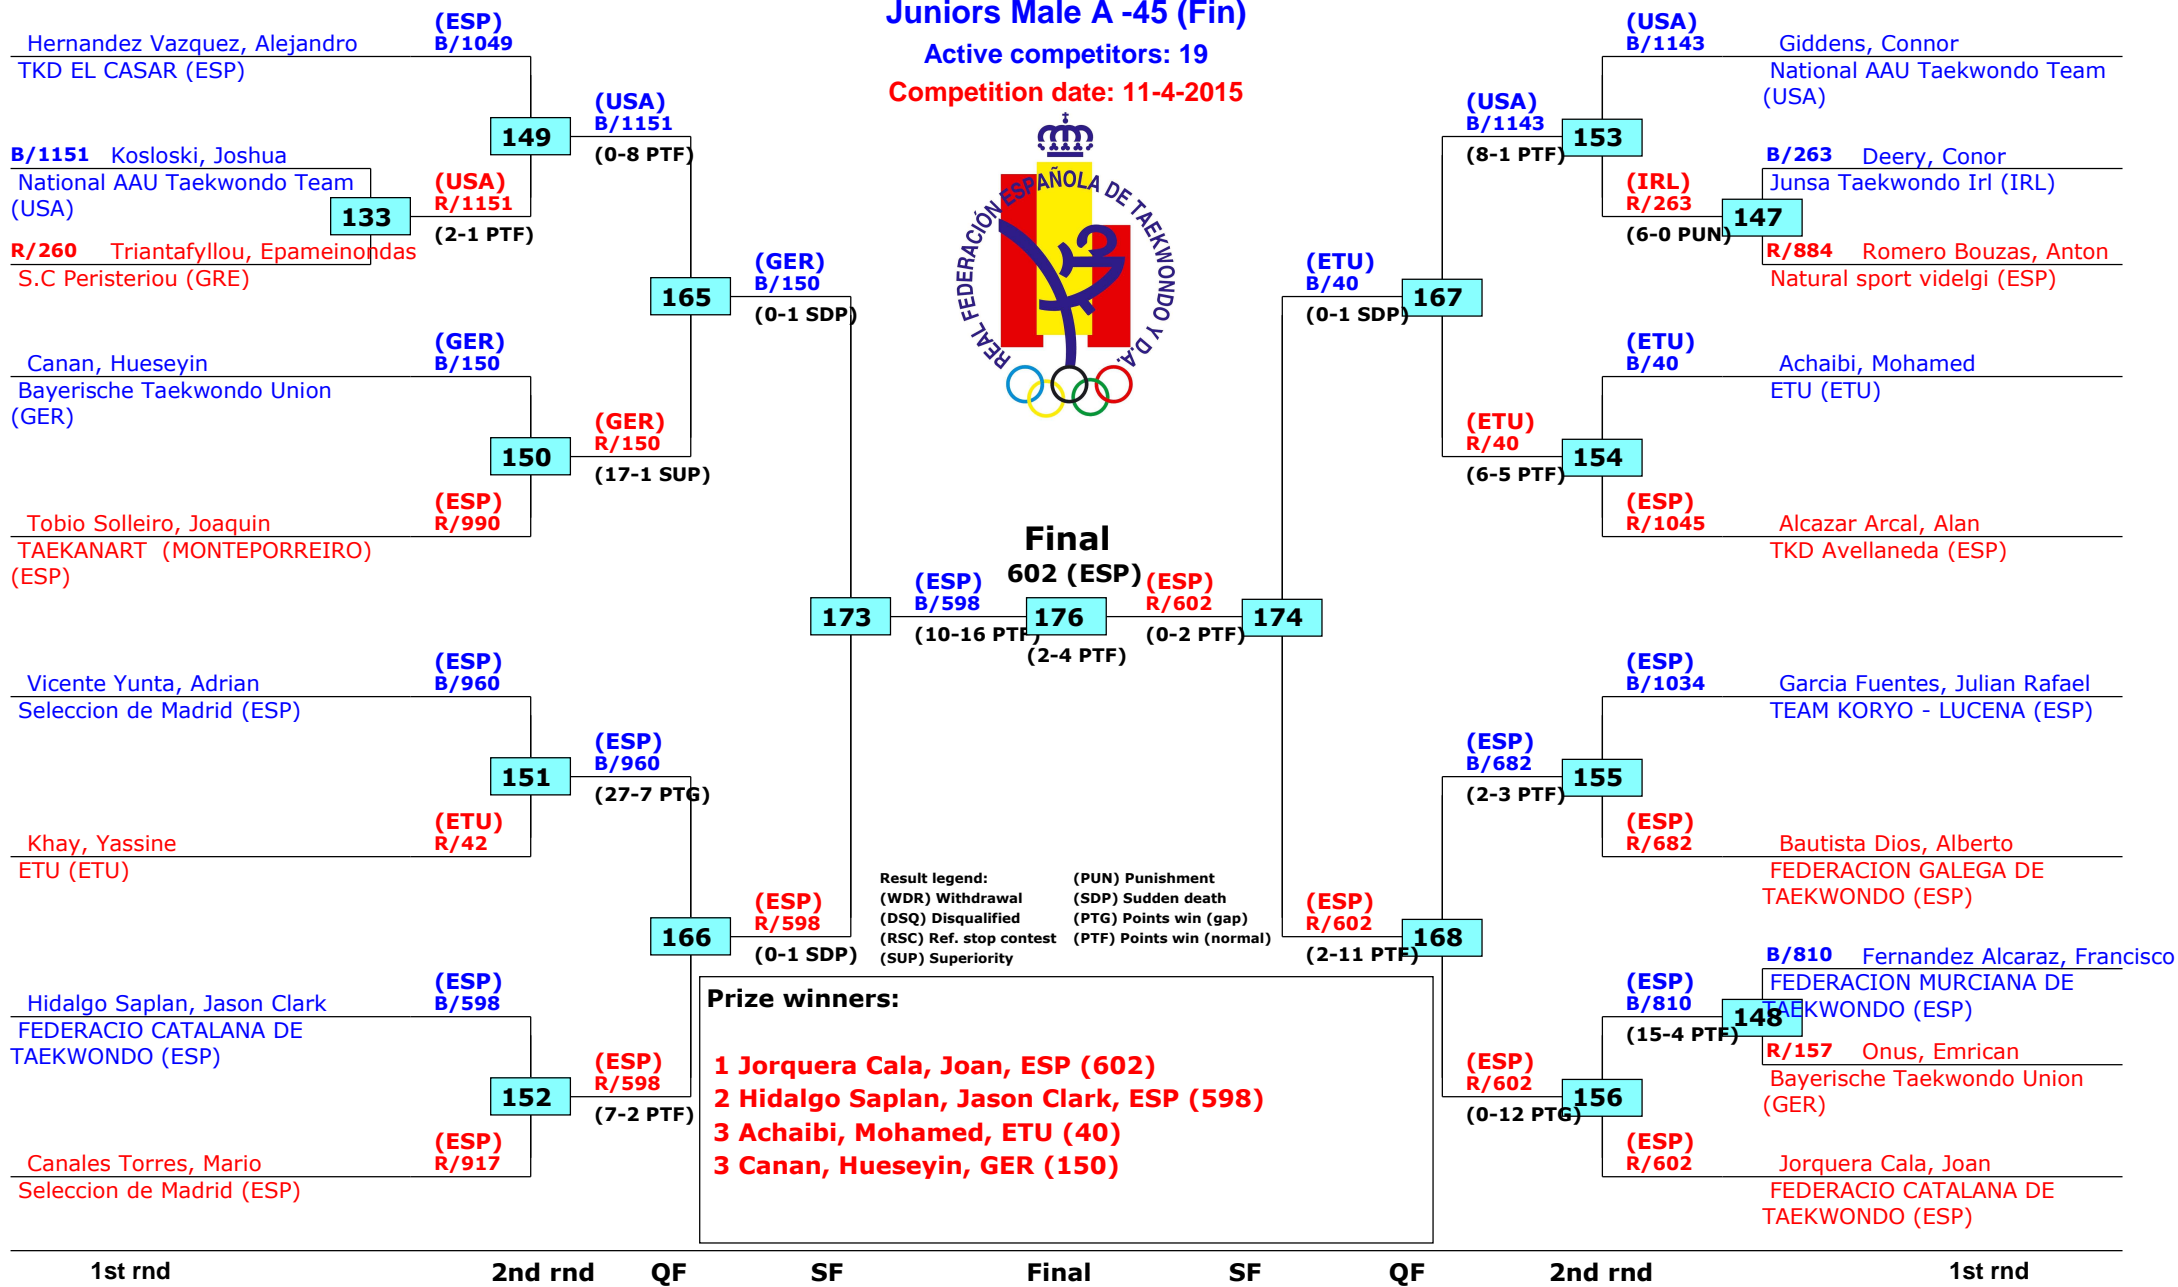 Juniors Male A -45 (Fin)
Active competitors: 19
Competition date: 11-4-2015
REAL FEDERACIÓN ESPAÑOLA DE TAEKWONDO Y D.A.
Hernandez Vazquez, Alejandro
TKD EL CASAR (ESP)
(ESP)
B/1049
B/1151 Kosloski, Joshua
National AAU Taekwondo Team
(USA)
133
R/260 Triantafyllou, Epameinondas
S.C Peristeriou (GRE)
(USA)
R/1151
(2-1 PTF)
149
(USA)
B/1151
(0-8 PTF)
Canan, Hueseyin
Bayerische Taekwondo Union
(GER)
(GER)
B/150
150
(GER)
R/150
(17-1 SUP)
Tobio Solleiro, Joaquin
TAEKANART (MONTEPORREIRO)
(ESP)
(ESP)
R/990
165
(GER)
B/150
(0-1 SDP)
Vicente Yunta, Adrian
Seleccion de Madrid (ESP)
(ESP)
B/960
151
(ESP)
B/960
(27-7 PTG)
Khay, Yassine
ETU (ETU)
(ETU)
R/42
166
(ESP)
R/598
(0-1 SDP)
Hidalgo Saplan, Jason Clark
FEDERACIO CATALANA DE
TAEKWONDO (ESP)
(ESP)
B/598
152
(ESP)
R/598
(7-2 PTF)
Canales Torres, Mario
Seleccion de Madrid (ESP)
(ESP)
R/917
173
(ESP)
B/598
(10-16 PTF)
Final
602 (ESP)
176
(2-4 PTF)
(ESP)
R/602
(0-2 PTF)
174
(USA)
B/1143
Giddens, Connor
National AAU Taekwondo Team
(USA)
153
(USA)
B/1143
(8-1 PTF)
B/263 Deery, Conor
Junsa Taekwondo Irl (IRL)
(IRL)
R/263
(6-0 PUN)
147
R/884 Romero Bouzas, Anton
Natural sport videlgi (ESP)
(ETU)
B/40
(0-1 SDP)
167
(ETU)
B/40
Achaibi, Mohamed
ETU (ETU)
(ETU)
R/40
(6-5 PTF)
154
(ESP)
R/1045
Alcazar Arcal, Alan
TKD Avellaneda (ESP)
(ESP)
B/1034
Garcia Fuentes, Julian Rafael
TEAM KORYO - LUCENA (ESP)
(ESP)
B/682
(2-3 PTF)
155
(ESP)
R/682
Bautista Dios, Alberto
FEDERACION GALEGA DE
TAEKWONDO (ESP)
(ESP)
R/602
(2-11 PTF)
168
B/810 Fernandez Alcaraz, Francisco
FEDERACION MURCIANA DE
TAEKWONDO (ESP)
(ESP)
B/810
(15-4 PTF)
148
R/157 Onus, Emrican
Bayerische Taekwondo Union
(GER)
(ESP)
R/602
(0-12 PTG)
156
(ESP)
R/602
Jorquera Cala, Joan
FEDERACIO CATALANA DE
TAEKWONDO (ESP)
Result legend:
(WDR) Withdrawal
(DSQ) Disqualified
(RSC) Ref. stop contest
(SUP) Superiority
(PUN) Punishment
(SDP) Sudden death
(PTG) Points win (gap)
(PTF) Points win (normal)
Prize winners:
1 Jorquera Cala, Joan, ESP (602)
2 Hidalgo Saplan, Jason Clark, ESP (598)
3 Achaibi, Mohamed, ETU (40)
3 Canan, Hueseyin, GER (150)
1st rnd 2nd rnd QF SF Final SF QF 2nd rnd 1st rnd